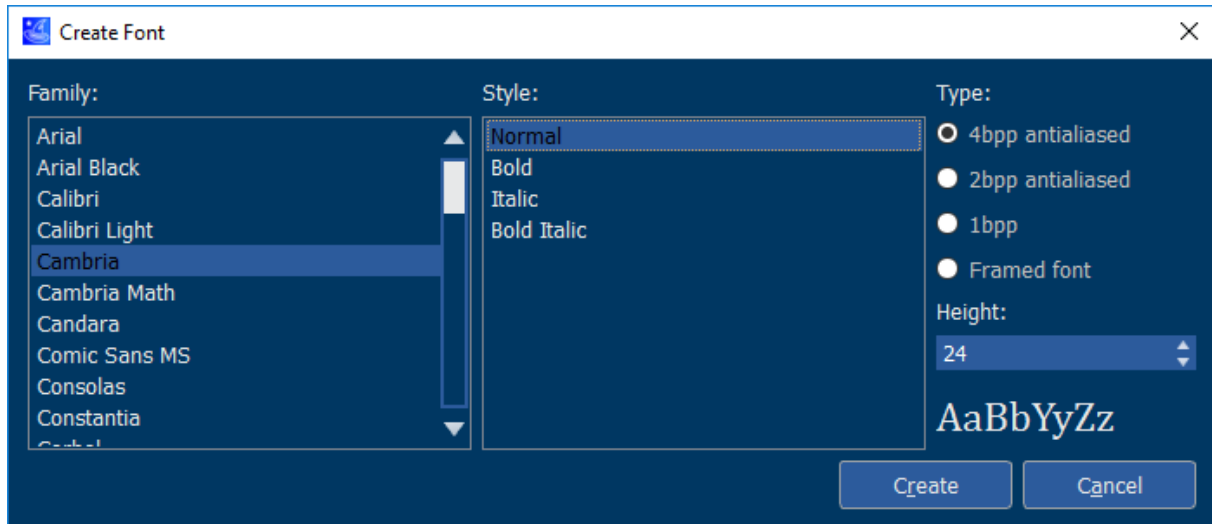 Create Font
Family:
Arial
Arial Black
Calibri
Calibri Light
Cambria
Cambria Math
Candara
Comic Sans MS
Consolas
Constantia
Style:
Normal
Bold
Italic
Bold Italic
Type:
4bpp antialiased
2bpp antialiased
1bpp
Framed font
Height:
24
AaBbYyZz
Create
Cancel